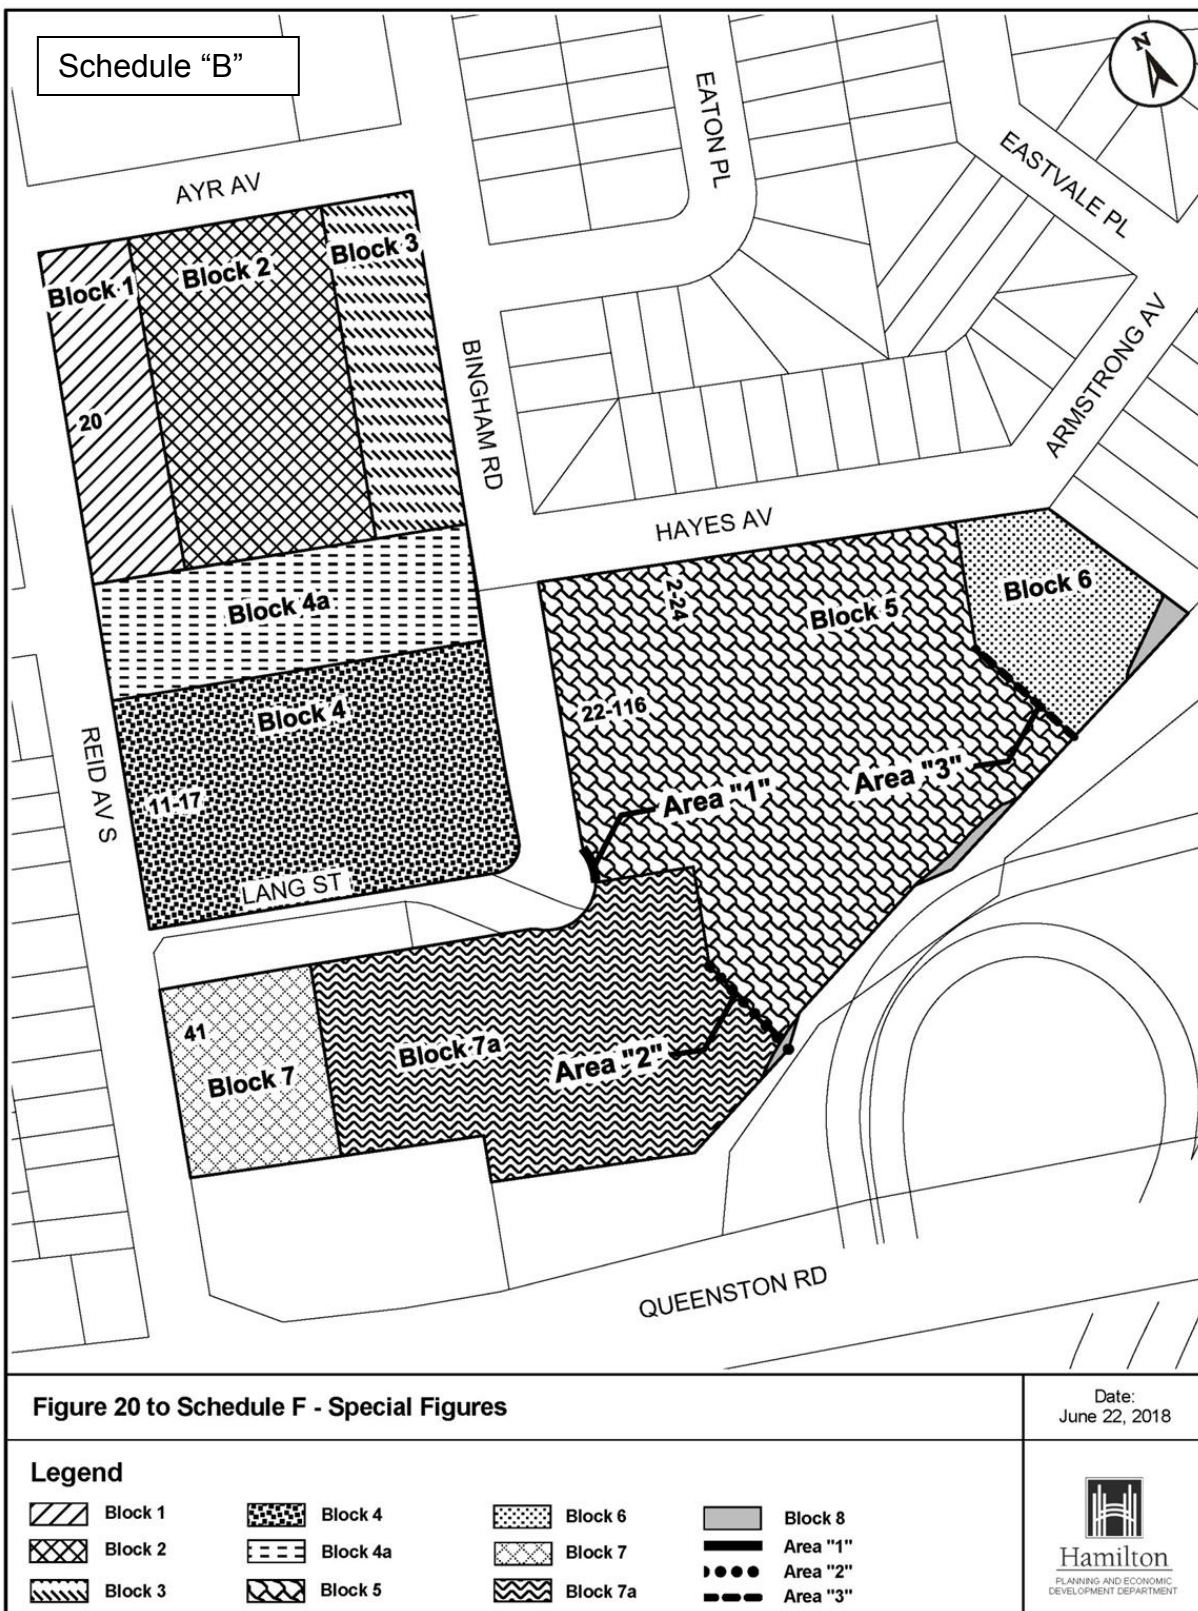 Schedule “B”
N
EATON PL
EASTVALE PL
AYR AV
Block 1
Block 2
Block 3
BINGHAM RD
ARMSTRONG AV
20
HAYES AV
Block 4a
2-24
Block 5
Block 6
Block 4
22-116
REID AV S
11-17
Area "1"
Area "3"
LANG ST
41
Block 7
Block 7a
Area "2"
QUEENSTON RD
Figure 20 to Schedule F - Special Figures
Date:
June 22, 2018
Legend
Block 1
Block 2
Block 3
Block 4
Block 4a
Block 5
Block 6
Block 7
Block 7a
Block 8
Area "1"
Area "2"
Area "3"
Hamilton
PLANNING AND ECONOMIC
DEVELOPMENT DEPARTMENT